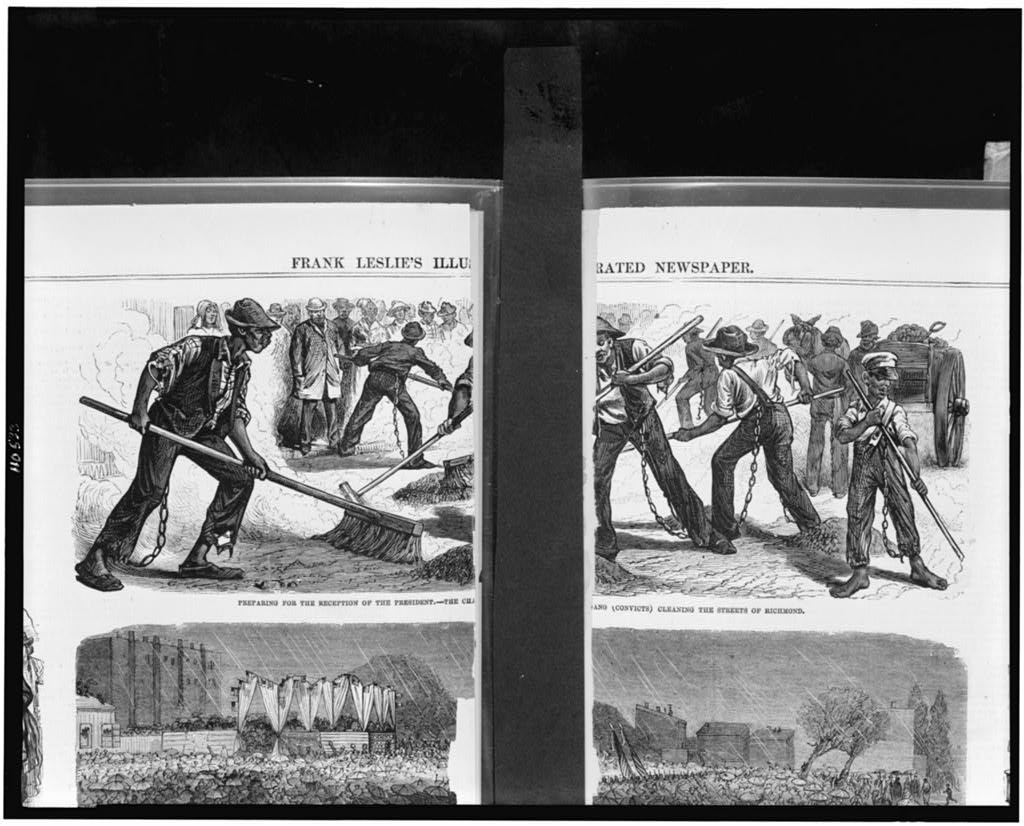 FRANK LESLIE'S ILLUS
RATED NEWSPAPER.
PREPARING FOR THE RECEPTION OF THE PRESIDENT.—THE CHA
GANG (CONVICTS) CLEANING THE STREETS OF RICHMOND.